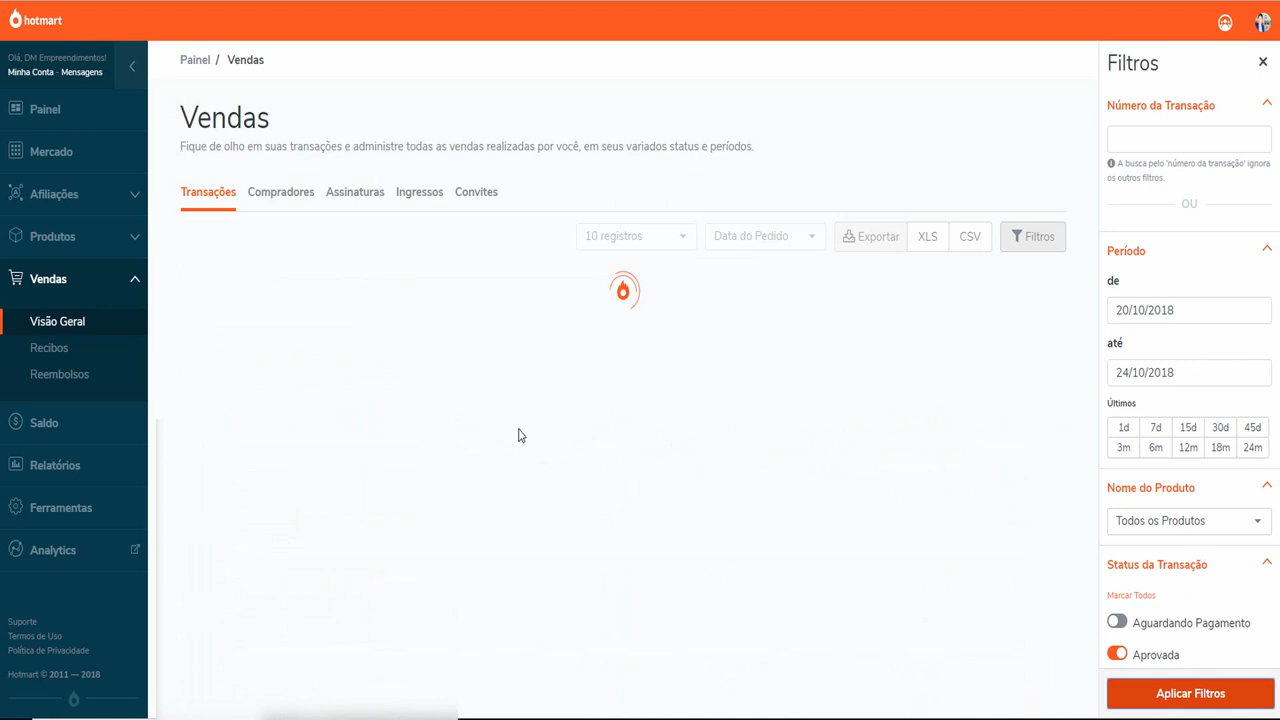 hotmart
Olá, DM Empreendimentos!
Minha Conta - Mensagens
Painel
Mercado
Afiliações
Produtos
Vendas
Visão Geral
Recibos
Reembolsos
Saldo
Relatórios
Ferramentas
Analytics
Suporte
Termos de Uso
Política de Privacidade
Hotmart © 2011 — 2018
Painel / Vendas
Vendas
Fique de olho em suas transações e administre todas as vendas realizadas por você, em seus variados status e períodos.
Transações Compradores Assinaturas Ingressos Convites
10 registros Data do Pedido Exportar XLS CSV Filtros
Filtros
Número da Transação
A busca pelo 'número da transação' ignora
os outros filtros.
OU
Período
de
20/10/2018
até
24/10/2018
Últimos
1d 7d 15d 30d 45d
3m 6m 12m 18m 24m
Nome do Produto
Todos os Produtos
Status da Transação
Marcar Todos
Aguardando Pagamento
Aprovada
Aplicar Filtros